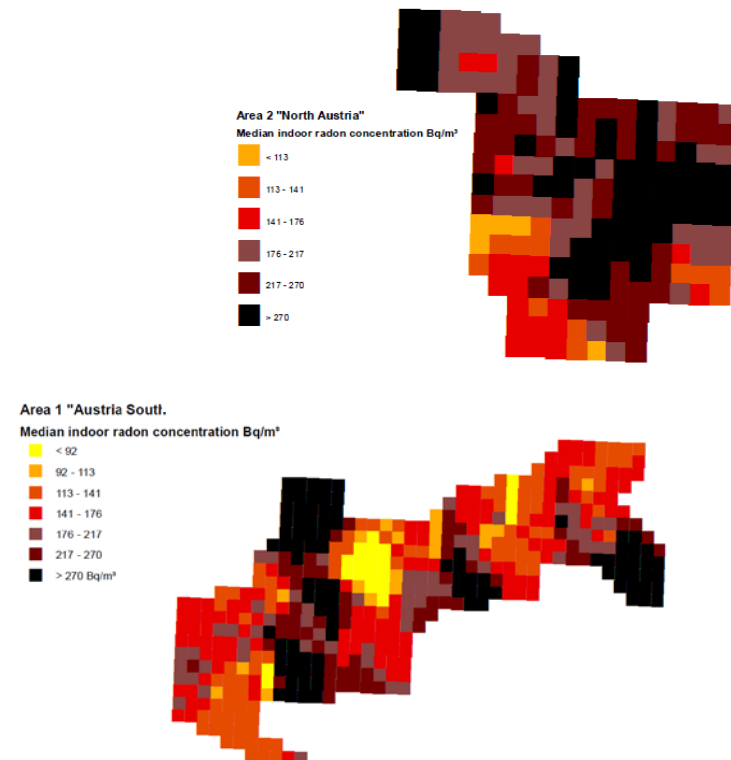 Area 2 "North Austria"
Median indoor radon concentration Bq/m³
< 113
113 - 141
141 - 176
176 - 217
217 - 270
> 270
Area 1 "Austria South.
Median indoor radon concentration Bq/m³
< 92
92 - 113
113 - 141
141 - 176
176 - 217
217 - 270
> 270 Bq/m³